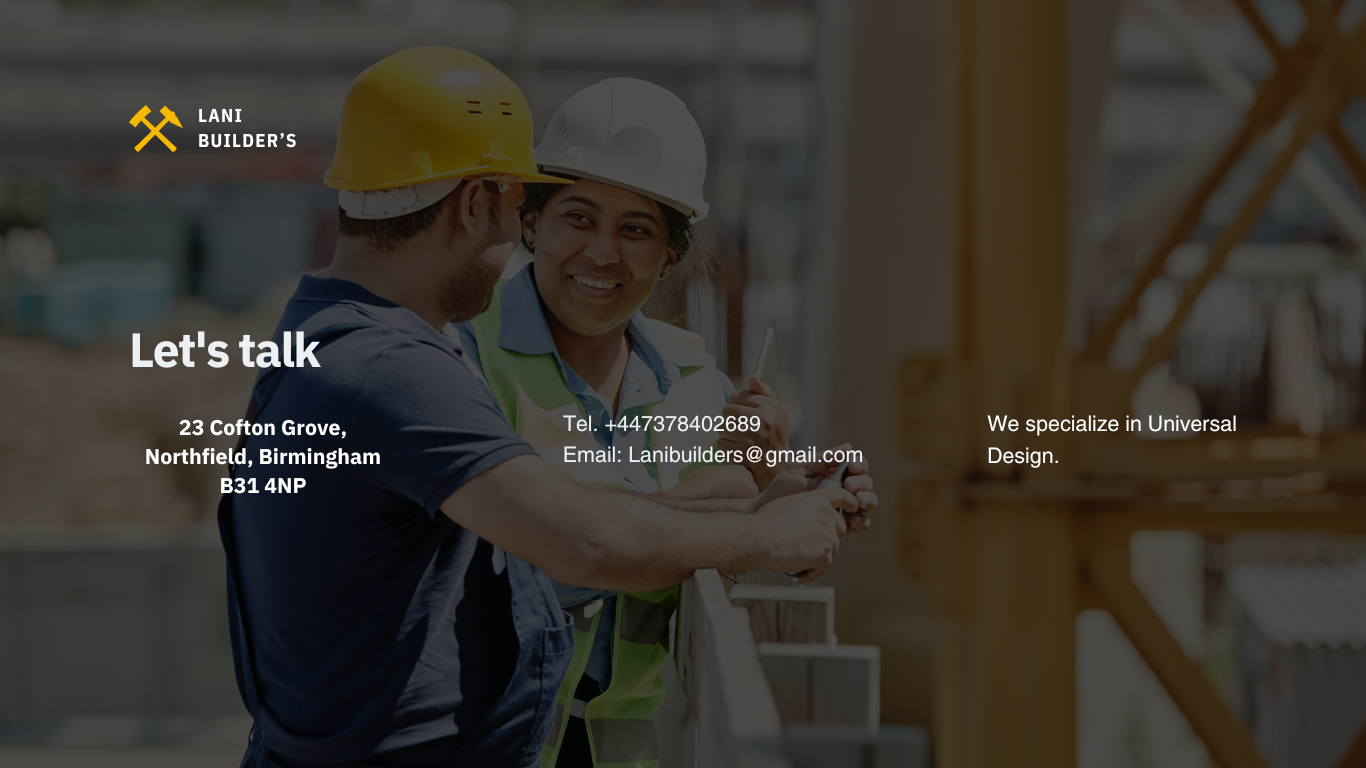 LANI
BUILDER’S
Let's talk
23 Cofton Grove,
Northfield, Birmingham
B31 4NP
Tel. +447378402689
Email: Lanibuilders@gmail.com
We specialize in Universal
Design.